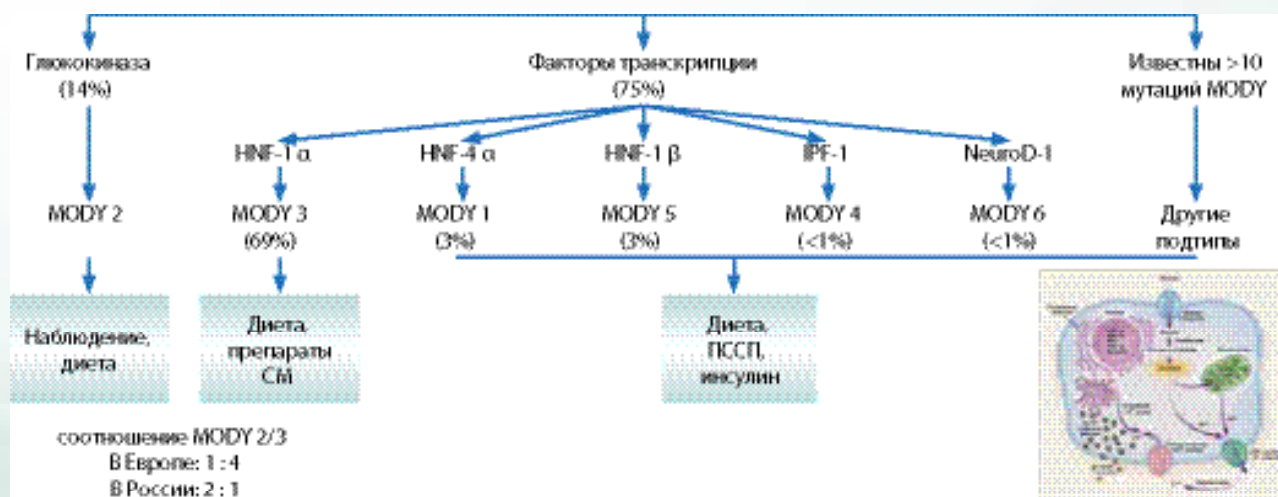 Глюкокиназа
(14%)
Факторы транскрипции
(75%)
Известны >10
мутаций MODY
HNF-1 α
HNF-4 α
HNF-1 β
IPF-1
NeuroD-1
MODY 2
MODY 3
(69%)
MODY 1
(3%)
MODY 5
(3%)
MODY 4
(<1%)
MODY 6
(<1%)
Другие
подтипы
Наблюдение,
диета
Диета,
препараты
СМ
Диета,
ПССП,
инсулин
соотношение MODY 2/3
В Европе: 1 : 4
В России: 2 : 1